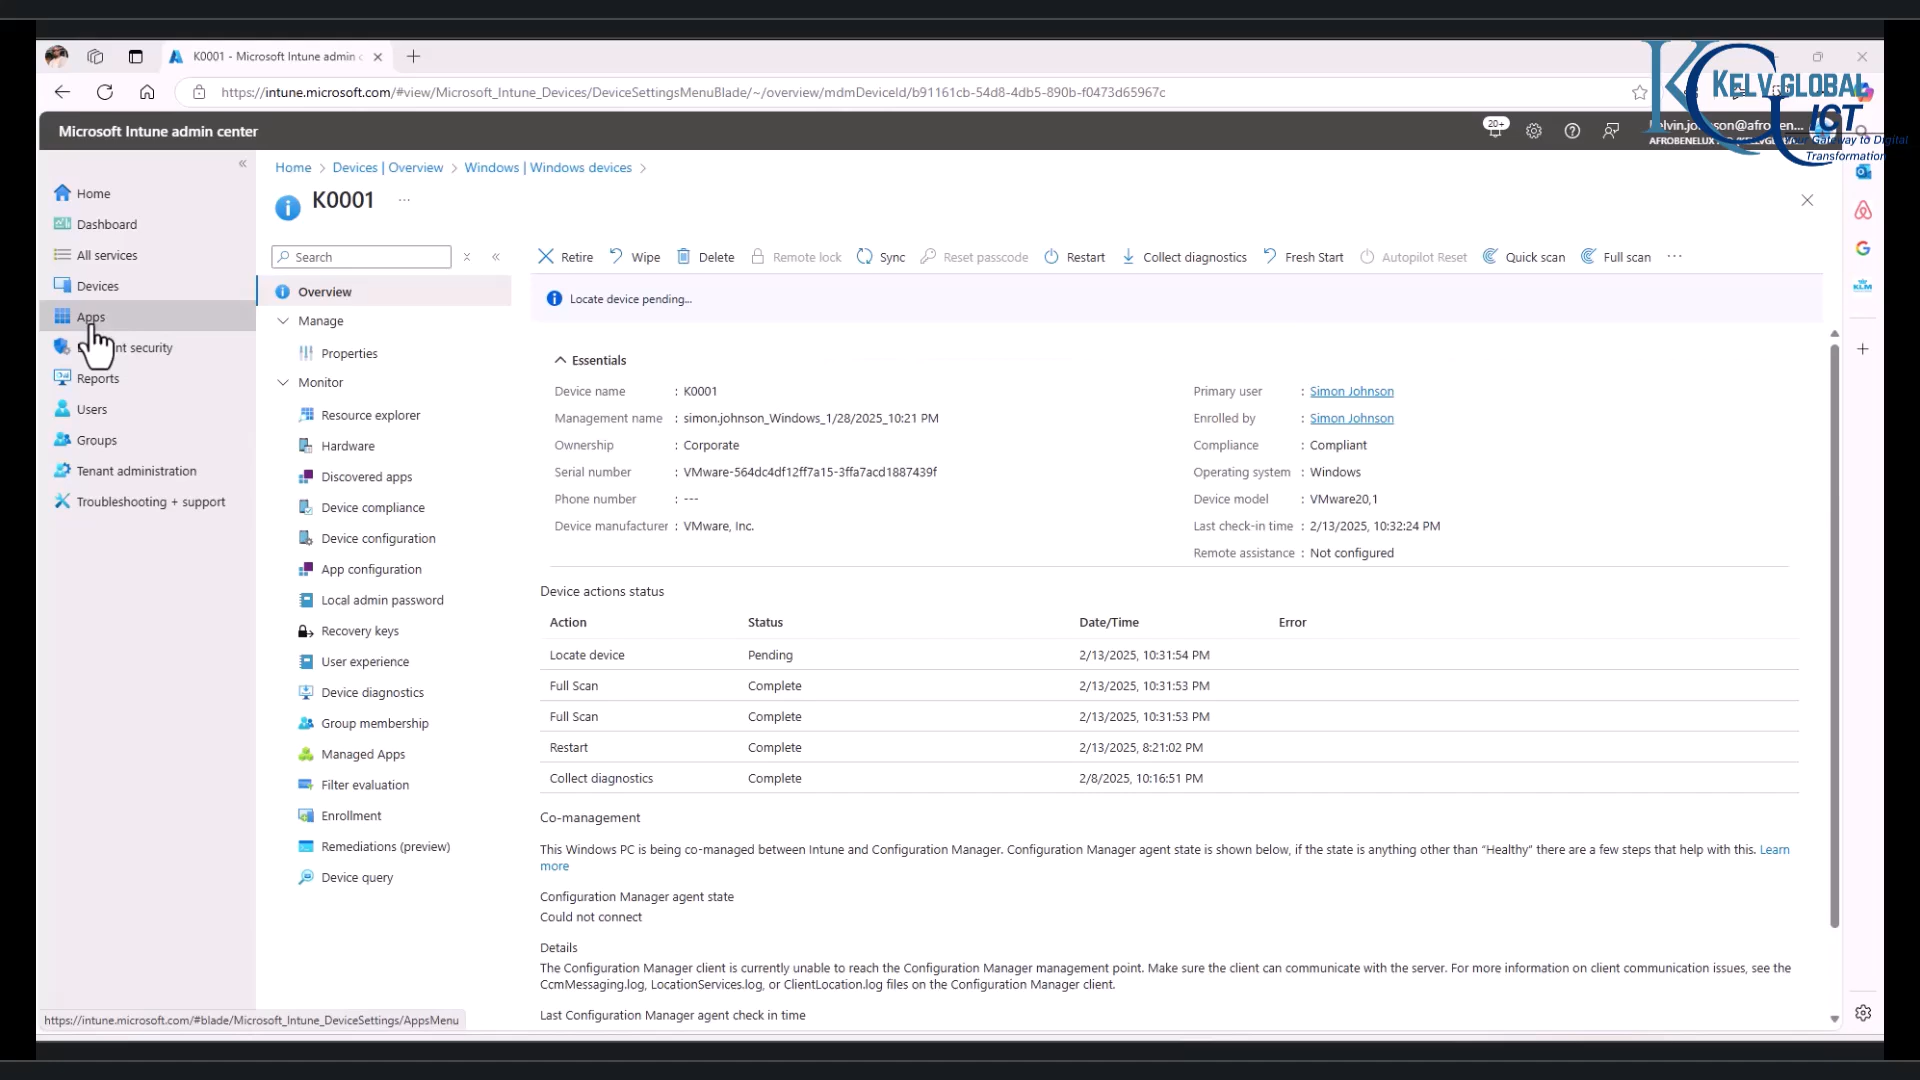 K0001 - Microsoft Intune admin c
https://intune.microsoft.com/#view/Microsoft_Intune_Devices/DeviceSettingsMenuBlade/~/overview/mdmDeviceId/b91161cb-54d8-4db5-890b-f0473d65967c
KELV GLOBAL
ICT
Your Gateway to Digital
Transformation
Microsoft Intune admin center
20+
kelvin.johnson@afroben...
AFROBENELUX
Home
Dashboard
All services
Devices
Apps
nt security
Reports
Users
Groups
Tenant administration
Troubleshooting + support
Home > Devices | Overview > Windows | Windows devices >
K0001 ...
Search
Overview
Manage
Properties
Monitor
Resource explorer
Hardware
Discovered apps
Device compliance
Device configuration
App configuration
Local admin password
Recovery keys
User experience
Device diagnostics
Group membership
Managed Apps
Filter evaluation
Enrollment
Remediations (preview)
Device query
Retire Wipe Delete Remote lock Sync Reset passcode Restart Collect diagnostics Fresh Start Autopilot Reset Quick scan Full scan ...
Locate device pending...
Essentials
Device name : K0001
Management name : simon.johnson_Windows_1/28/2025_10:21 PM
Ownership : Corporate
Serial number : VMware-564dc4df12ff7a15-3ffa7acd1887439f
Phone number : ---
Device manufacturer : VMware, Inc.
Primary user : Simon Johnson
Enrolled by : Simon Johnson
Compliance : Compliant
Operating system : Windows
Device model : VMware20,1
Last check-in time : 2/13/2025, 10:32:24 PM
Remote assistance : Not configured
Device actions status
Action Status Date/Time Error
Locate device Pending 2/13/2025, 10:31:54 PM
Full Scan Complete 2/13/2025, 10:31:53 PM
Full Scan Complete 2/13/2025, 10:31:53 PM
Restart Complete 2/13/2025, 8:21:02 PM
Collect diagnostics Complete 2/8/2025, 10:16:51 PM
Co-management
This Windows PC is being co-managed between Intune and Configuration Manager. Configuration Manager agent state is shown below, if the state is anything other than “Healthy” there are a few steps that help with this. Learn
more
Configuration Manager agent state
Could not connect
Details
The Configuration Manager client is currently unable to reach the Configuration Manager management point. Make sure the client can communicate with the server. For more information on client communication issues, see the
CcmMessaging.log, LocationServices.log, or ClientLocation.log files on the Configuration Manager client.
Last Configuration Manager agent check in time
https://intune.microsoft.com/#blade/Microsoft_Intune_DeviceSettings/AppsMenu
KLM